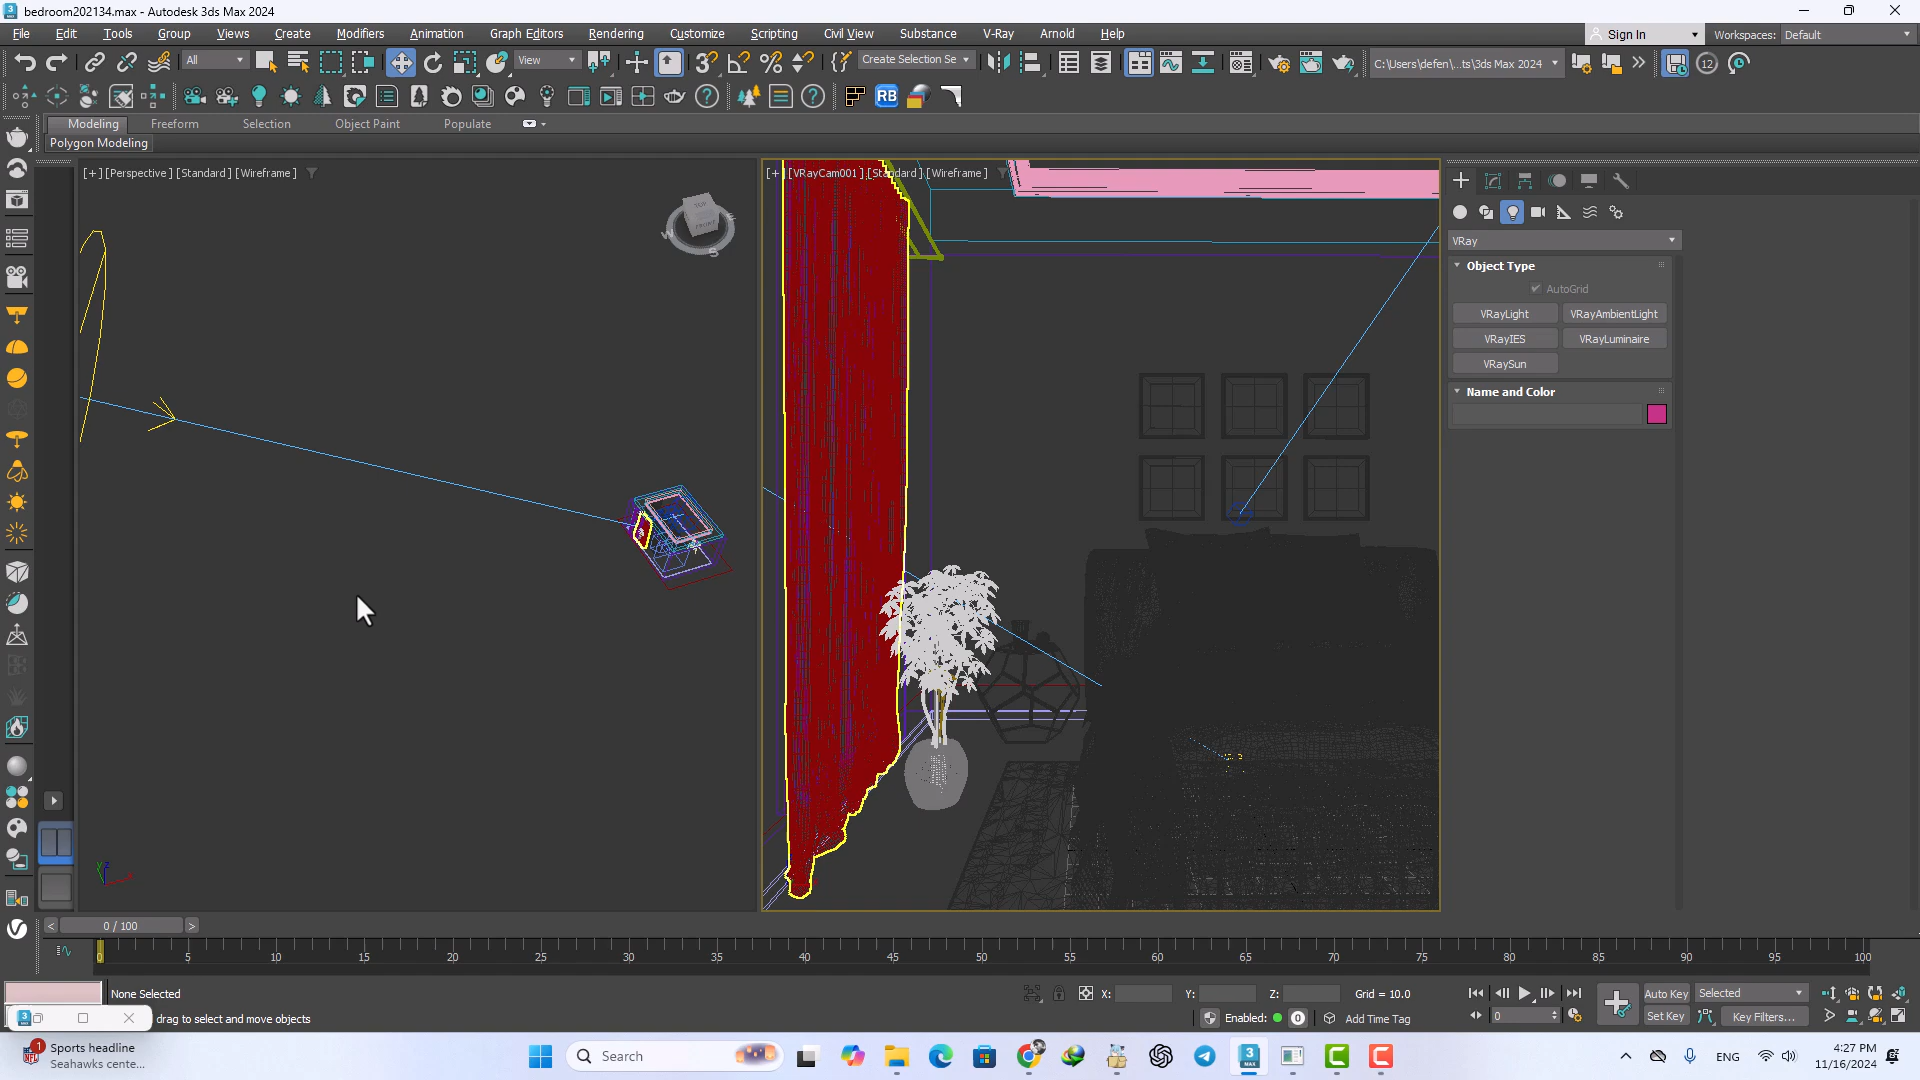 bedroom202134.max - Autodesk 3ds Max 2024
File Edit Tools Group Views Create Modifiers Animation Graph Editors Rendering Customize Scripting Civil View Substance V-Ray Arnold Help
Sign In Workspaces: Default
All View Create Selection Se C:\Users\defen\...ts\3ds Max 2024
RB
Modeling Freeform Selection Object Paint Populate
Polygon Modeling
[+] [Perspective] [Standard] [Wireframe]
[+] [VRayCam001] [Standard] [Wireframe]
TOP
FRONT
W
S
VRay
Object Type
AutoGrid
VRayLight VRayAmbientLight
VRayIES VRayLuminaire
VRaySun
Name and Color
0 / 100
0 5 10 15 20 25 30 35 40 45 50 55 60 65 70 75 80 85 90 95 100
None Selected X: Y: Z: Grid = 10.0 Auto Key Selected
drag to select and move objects Enabled: 0 Add Time Tag 0 Set Key Key Filters...
Sports headline
Seahawks cente...
Search
ENG
4:27 PM
11/16/2024